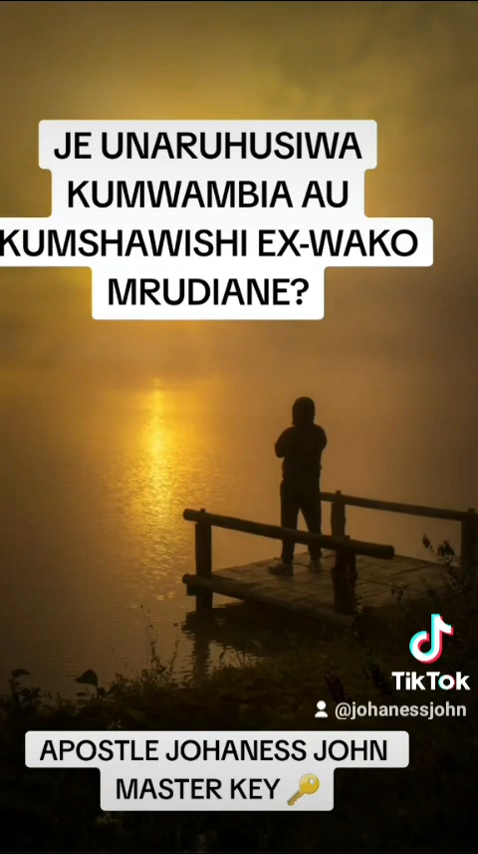 JE UNARUHUSIWA
KUMWAMBIA AU
KUMSHAWISHI EX-WAKO
MRUDIANE?
TikTok
@johanessjohn
APOSTLE JOHANESS JOHN
MASTER KEY 🔑